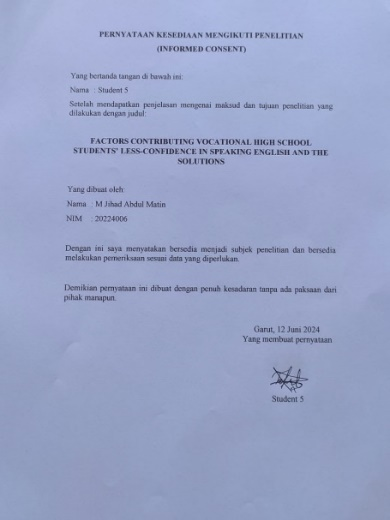 PERNYATAAN KESEDIAAN MENGIKUTI PENELITIAN
(INFORMED CONSENT)
Yang bertanda tangan di bawah ini:
Nama : Student 5
Setelah mendapatkan penjelasan mengenai maksud dan tujuan penelitian yang
dilakukan dengan judul:
FACTORS CONTRIBUTING VOCATIONAL HIGH SCHOOL
STUDENTS' LESS-CONFIDENCE IN SPEAKING ENGLISH AND THE
SOLUTIONS
Yang dibuat oleh:
Nama : M Jihad Abdul Matin
NIM : 20224006
Dengan ini saya menyatakan bersedia menjadi subjek penelitian dan bersedia
melakukan pemeriksaan sesuai data yang diperlukan.
Demikian pernyataan ini dibuat dengan penuh kesadaran tanpa ada paksaan dari
pihak manapun.
Garut, 12 Juni 2024
Yang membuat pernyataan
Student 5